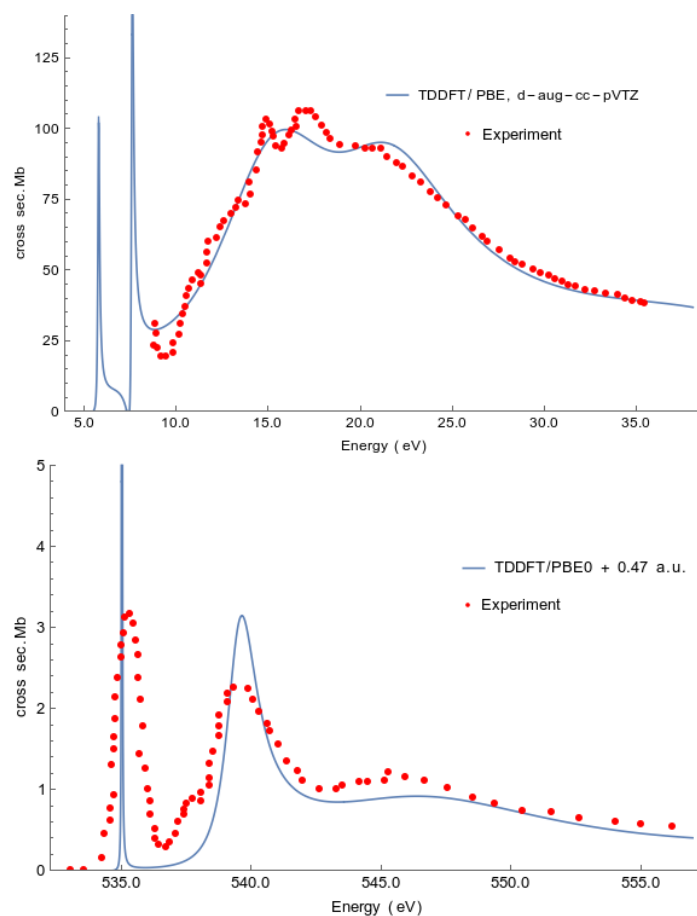 125
100
75
50
25
0
cross sec.Mb
TDDFT/ PBE, d-aug-cc-pVTZ
Experiment
5.0 10.0 15.0 20.0 25.0 30.0 35.0
Energy ( eV)
5
4
3
2
1
0
cross sec.Mb
TDDFT/PBE0 + 0.47 a.u.
Experiment
535.0 540.0 545.0 550.0 555.0
Energy ( eV)